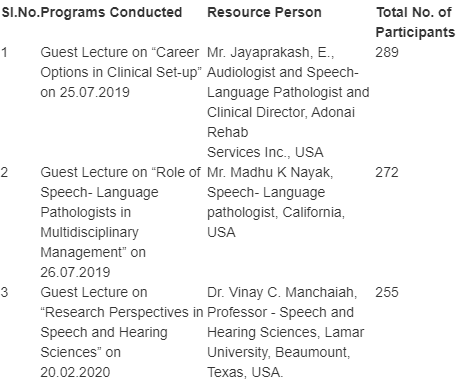 Sl.No. Programs Conducted Resource Person Total No. of
Participants
1 Guest Lecture on “Career Mr. Jayaprakash, E., 289
Options in Clinical Set-up” Audiologist and Speech-
on 25.07.2019 Language Pathologist and
Clinical Director, Adonai
Rehab
Services Inc., USA
2 Guest Lecture on “Role of Mr. Madhu K Nayak, 272
Speech- Language Speech- Language
Pathologists in pathologist, California,
Multidisciplinary USA
Management” on
26.07.2019
3 Guest Lecture on Dr. Vinay C. Manchaiah, 255
“Research Perspectives in Professor - Speech and
Speech and Hearing Hearing Sciences, Lamar
Sciences” on University, Beaumount,
20.02.2020 Texas, USA.